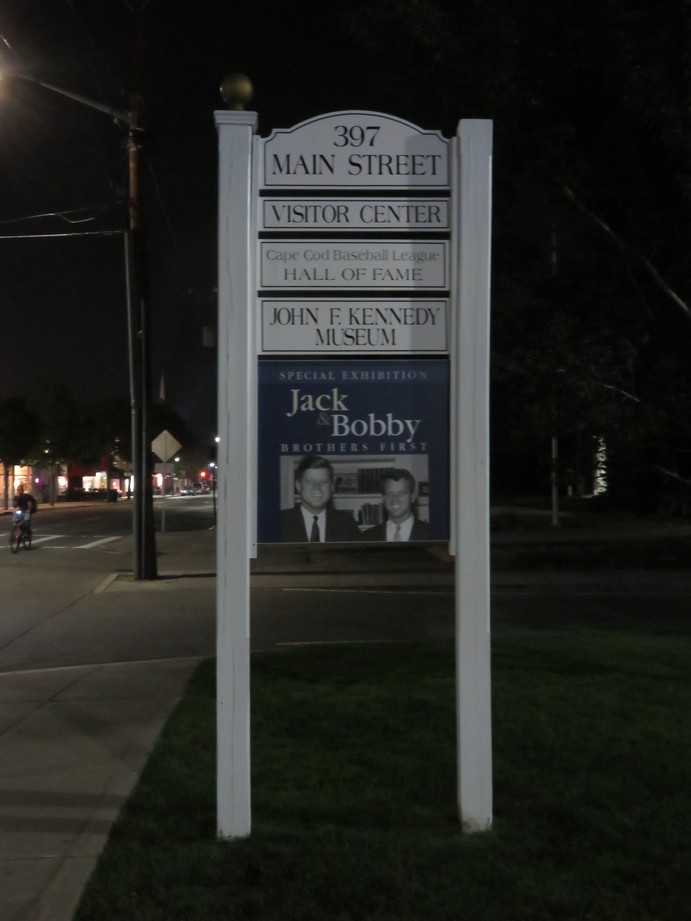 397
MAIN STREET
VISITOR CENTER
Cape Cod Baseball League
HALL OF FAME
JOHN F. KENNEDY
MUSEUM
SPECIAL EXHIBITION
Jack
& Bobby
BROTHERS FIRST